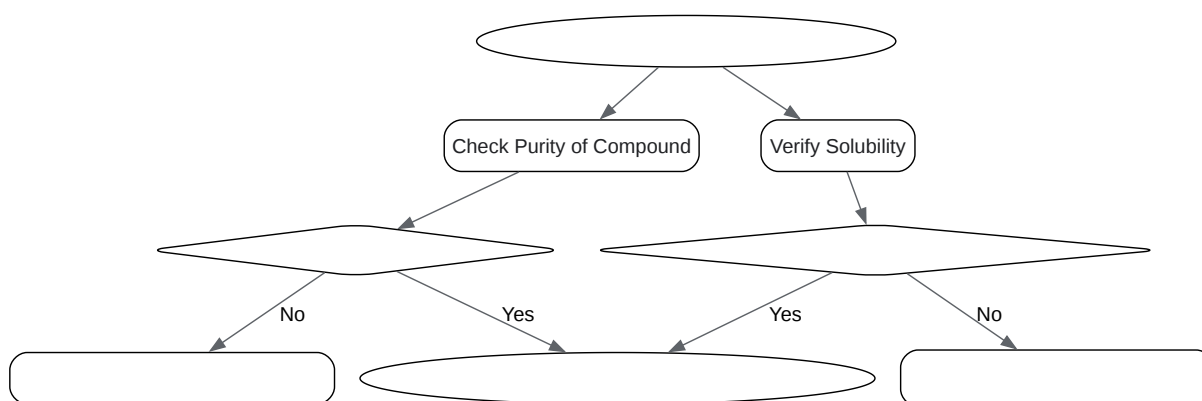 Check Purity of Compound
Verify Solubility
No
Yes
Yes
No